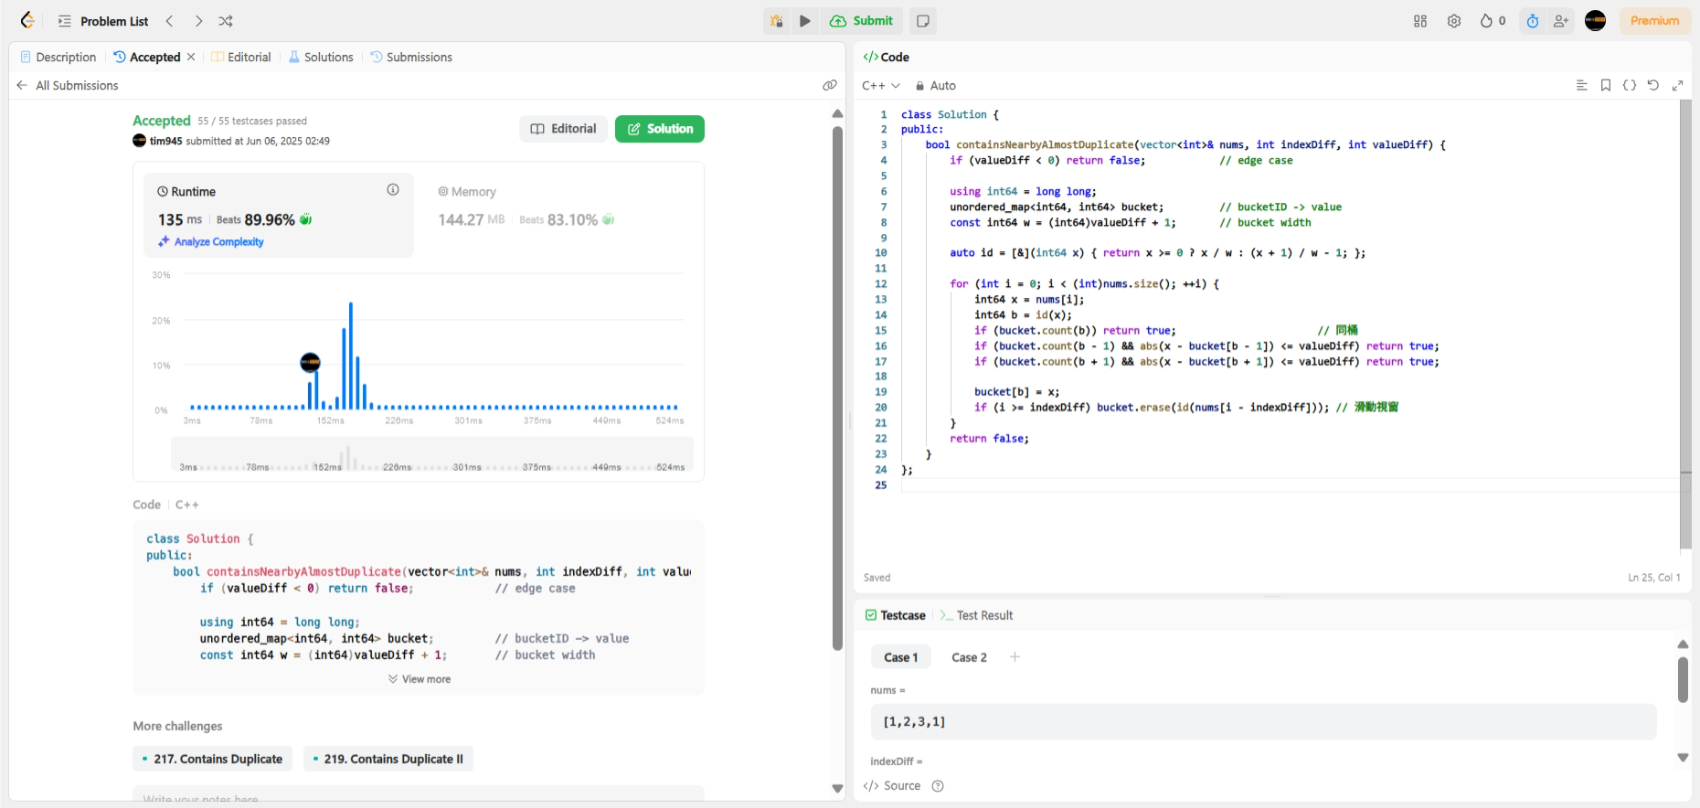 Problem List
Submit
0
Premium
Description
Accepted
Editorial
Solutions
Submissions
All Submissions
Accepted 55 / 55 testcases passed
tim945 submitted at Jun 06, 2025 02:49
Editorial
Solution
Runtime
135 ms Beats 89.96%
Analyze Complexity
Memory
144.27 MB Beats 83.10%
30%
20%
10%
0%
3ms 78ms 152ms 226ms 301ms 375ms 449ms 524ms
3ms 78ms 152ms 226ms 301ms 375ms 449ms 524ms
Code C++
class Solution {
public:
bool containsNearbyAlmostDuplicate(vector<int>& nums, int indexDiff, int valu
if (valueDiff < 0) return false; // edge case
using int64 = long long;
unordered_map<int64, int64> bucket; // bucketID -> value
const int64 w = (int64)valueDiff + 1; // bucket width
View more
More challenges
217. Contains Duplicate
219. Contains Duplicate II
Write your notes here
</>Code
C++ Auto
1 class Solution {
2 public:
3 bool containsNearbyAlmostDuplicate(vector<int>& nums, int indexDiff, int valueDiff) {
4 if (valueDiff < 0) return false; // edge case
5
6 using int64 = long long;
7 unordered_map<int64, int64> bucket; // bucketID -> value
8 const int64 w = (int64)valueDiff + 1; // bucket width
9
10 auto id = [&](int64 x) { return x >= 0 ? x / w : (x + 1) / w - 1; };
11
12 for (int i = 0; i < (int)nums.size(); ++i) {
13 int64 x = nums[i];
14 int64 b = id(x);
15 if (bucket.count(b)) return true; // 同桶
16 if (bucket.count(b - 1) && abs(x - bucket[b - 1]) <= valueDiff) return true;
17 if (bucket.count(b + 1) && abs(x - bucket[b + 1]) <= valueDiff) return true;
18
19 bucket[b] = x;
20 if (i >= indexDiff) bucket.erase(id(nums[i - indexDiff])); // 滑動視窗
21 }
22 return false;
23 }
24 };
25
Saved
Ln 25, Col 1
Testcase
Test Result
Case 1
Case 2
nums =
[1,2,3,1]
indexDiff =
</> Source